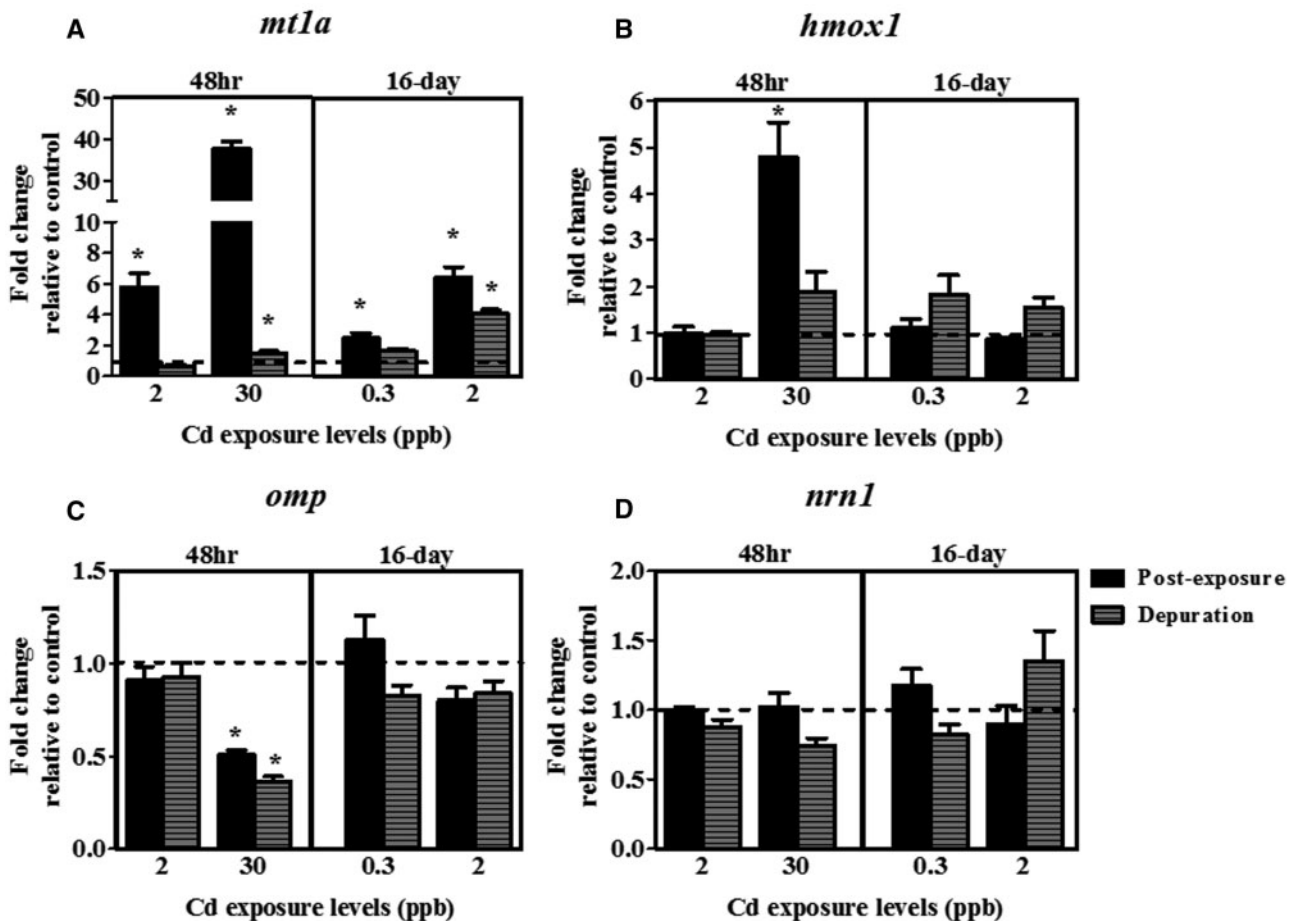 A
mt1a
48hr
16-day
Fold change
relative to control
50
40
30
10
8
6
4
2
0
*
*
*
*
*
2
30
0.3
2
Cd exposure levels (ppb)
B
hmox1
48hr
16-day
Fold change
relative to control
6
5
4
3
2
1
0
*
2
30
0.3
2
Cd exposure levels (ppb)
C
omp
48hr
16-day
Fold change
relative to control
1.5
1.0
0.5
0.0
*
*
2
30
0.3
2
Cd exposure levels (ppb)
D
nrn1
48hr
16-day
Fold change
relative to control
2.0
1.5
1.0
0.5
0.0
2
30
0.3
2
Cd exposure levels (ppb)
Post-exposure
Depuration